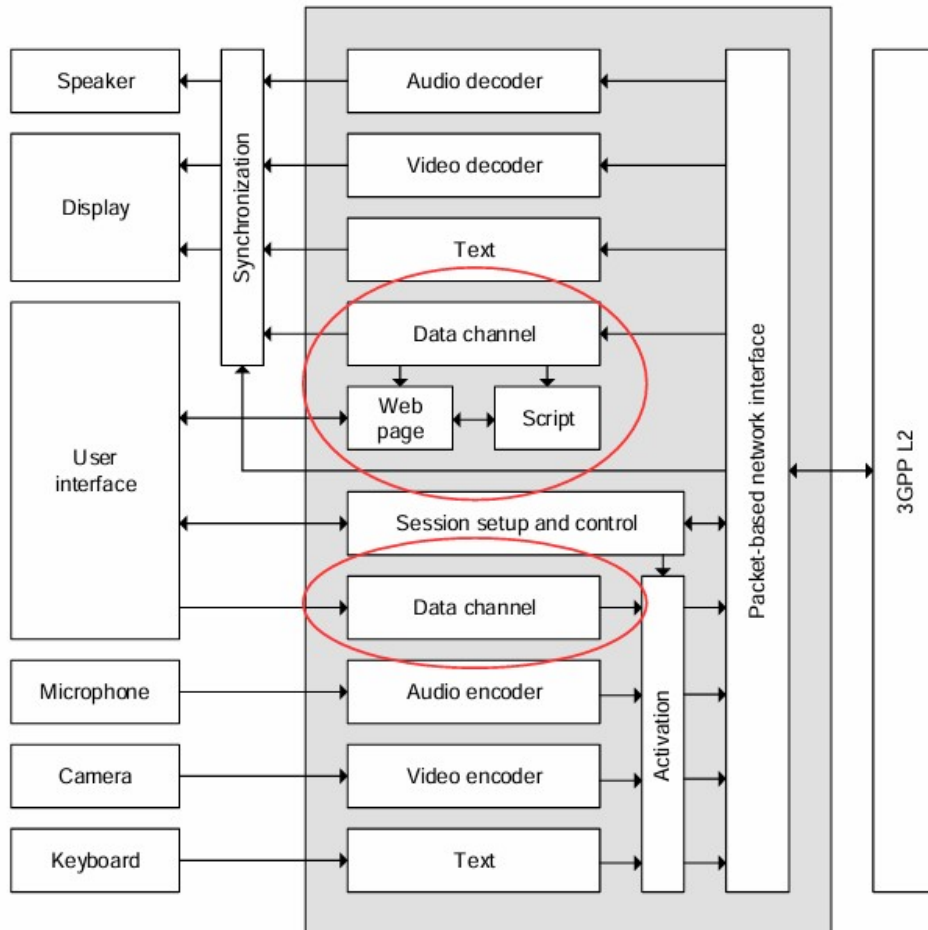 Speaker
Audio decoder
Synchronization
Video decoder
Display
Text
Data channel
Web
page
Script
User
interface
Session setup and control
Data channel
Packet-based network interface
3GPP L2
Microphone
Audio encoder
Activation
Camera
Video encoder
Keyboard
Text